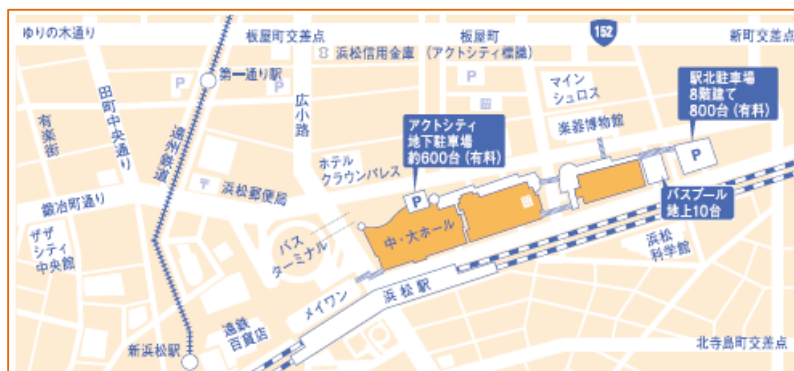 ゆりの木通り
板屋町交差点
板屋町
152
新町交差点
浜松信用金庫 (アクトシティ標識)
P
第一通り駅
P
マイン
シュロス
駅北駐車場
8階建て
800台(有料)
田町中央通り
有楽街
遠州鉄道
広小路
アクトシティ
地下駐車場
約600台(有料)
楽器博物館
P
ホテル
クラウンパレス
浜松郵便局
鍛冶町通り
P
バスプール
地上10台
ザザ
シティ
中央館
バス
ターミナル
中・大ホール
浜松
科学館
メイワン
浜松駅
遠鉄
百貨店
新浜松駅
北寺島町交差点